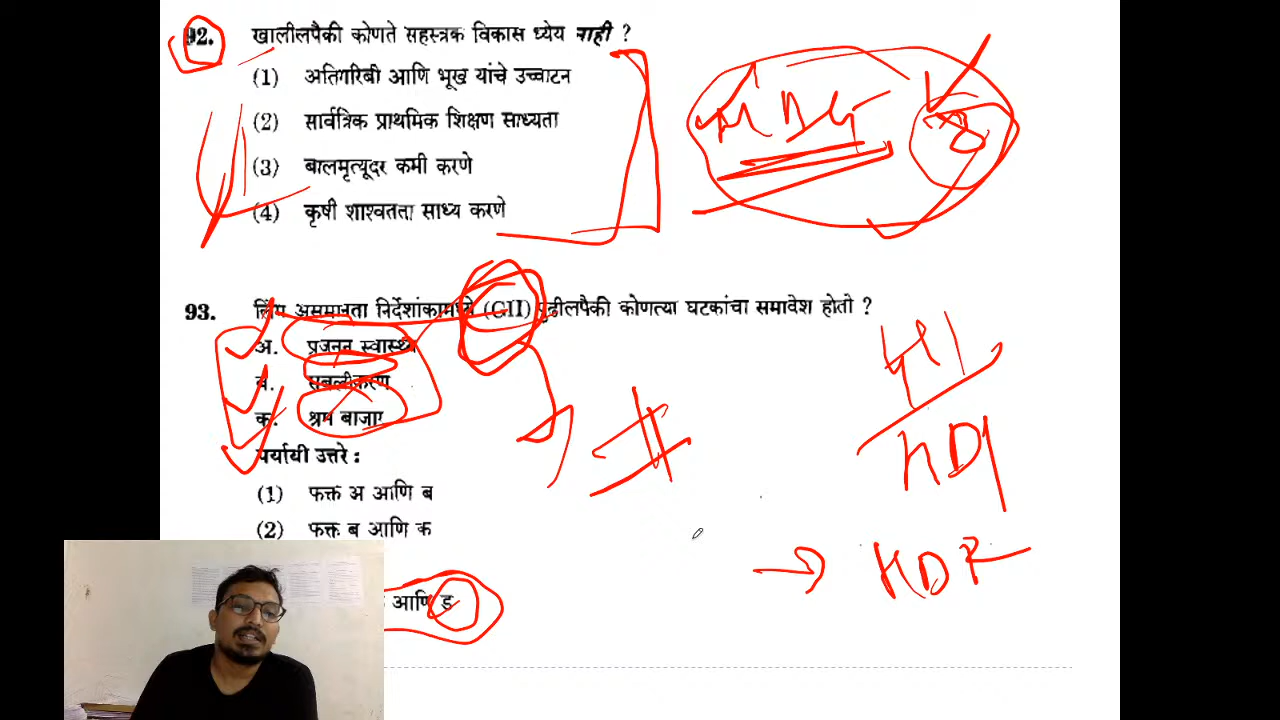 92. खालीलपैकी कोणते सहस्त्रक विकास ध्येय नाही ?
(1) अतिगरिबी आणि भूख यांचे उच्चाटन
(2) सार्वत्रिक प्राथमिक शिक्षण साध्यता
(3) बालमृत्यूदर कमी करणे
(4) कृषी शाश्वतता साध्य करणे
MDG 8
93. लिंग असमानता निर्देशांकामध्ये (GII) पुढीलपैकी कोणत्या घटकांचा समावेश होतो ?
अ. प्रजनन स्वास्थ्य
ब. सबलीकरण
क. श्रम बाजार
HDI
पर्यायी उत्तरे :
(1) फक्त अ आणि ब
(2) फक्त ब आणि क
आणि ड
HDR